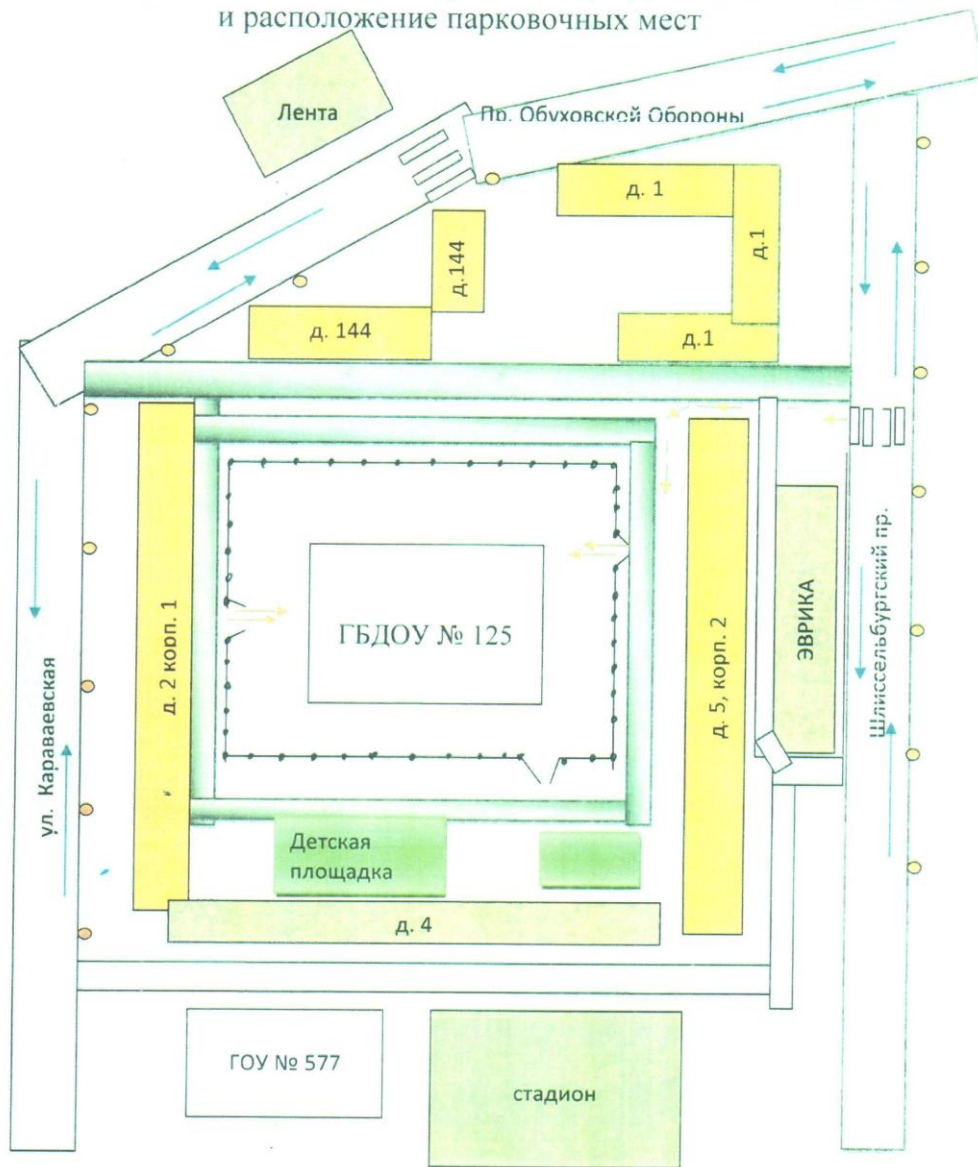 и расположение парковочных мест
Лента
Пр. Обуховской Обороны
д. 1
д.144
д.1
д. 144
д.1
ул. Караваевская
д. 2 корп. 1
ГБДОУ № 125
д. 5, корп. 2
ЭВРИКА
Шлиссельбургский пр.
Детская
площадка
д. 4
ГОУ № 577
стадион